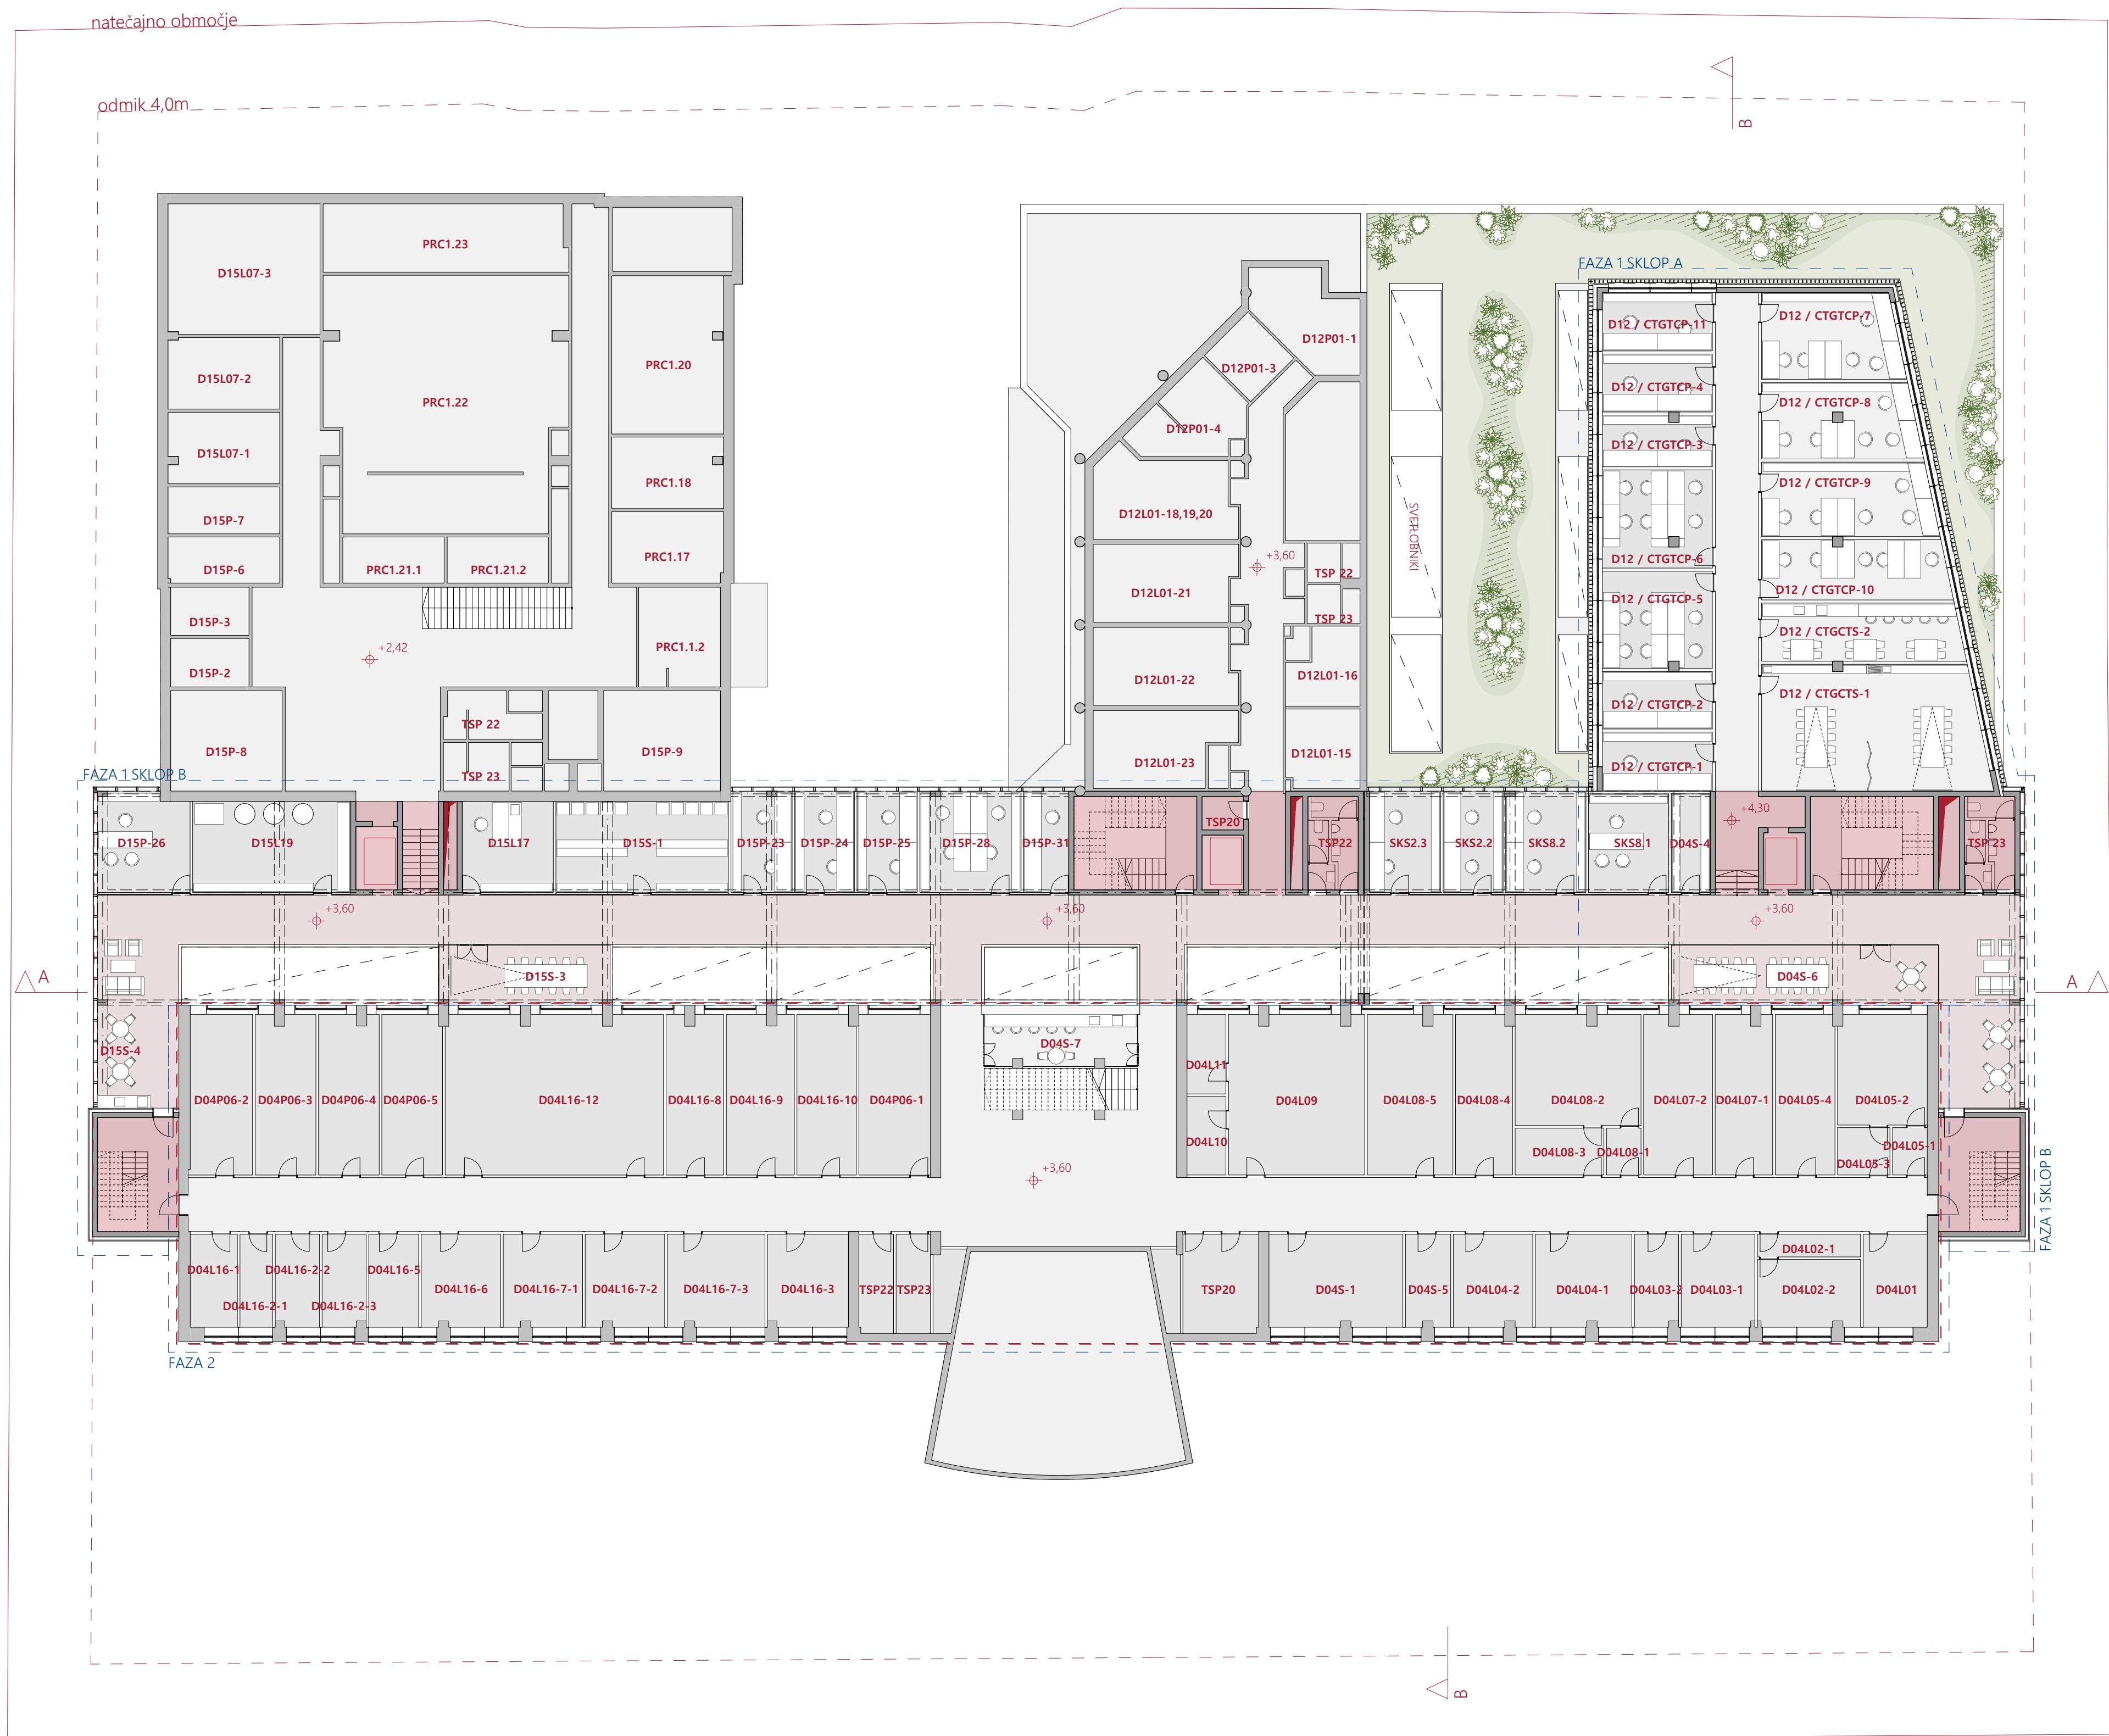 natečajno območje
odmik 4,0m
B
PRC1.23
D15L07-3
FAZA 1 SKLOP A
D12 / CTGTCP-11
D12 / CTGTCP-7
D12P01-1
PRC1.20
D12P01-3
D15L07-2
D12 / CTGTCP-4
PRC1.22
D12 / CTGTCP-8
D12P01-4
D12 / CTGTCP-3
D15L07-1
PRC1.18
D12 / CTGTCP-9
D12L01-18,19,20
D15P-7
SVETLOBNIKI
+3,60
PRC1.17
D12 / CTGTCP-6
D15P-6
PRC1.21.1
PRC1.21.2
TSP 22
D12L01-21
D12 / CTGTCP-10
D12 / CTGTCP-5
TSP 23
D15P-3
D12 / CTGCTS-2
+2,42
PRC1.1.2
D15P-2
D12L01-16
D12L01-22
D12 / CTGCTS-1
D12 / CTGTCP-2
TSP 22
D15P-8
D15P-9
D12L01-15
D12L01-23
D12 / CTGTCP-1
FAZA 1 SKLOP B
TSP 23
+4,30
TSP20
D15P-26
D15L19
D15L17
D15S-1
D15P-23
D15P-24
D15P-25
D15P-28
D15P-31
TSP22
SKS2.3
SKS2.2
SKS8.2
SKS8.1
D04S-4
TSP 23
+3,60
+3,60
+3,60
A
D15S-3
D04S-6
A
D15S-4
D04S-7
D04L11
D04P06-2
D04P06-3
D04P06-4
D04P06-5
D04L16-12
D04L16-8
D04L16-9
D04L16-10
D04P06-1
D04L09
D04L08-5
D04L08-4
D04L08-2
D04L07-2
D04L07-1
D04L05-4
D04L05-2
D04L10
D04L08-3
D04L08-1
D04L05-1
D04L05-3
+3,60
FAZA 1 SKLOP B
D04L02-1
D04L16-1
D04L16-2-2
D04L16-5
D04L16-6
D04L16-7-1
D04L16-7-2
D04L16-7-3
D04L16-3
TSP22
TSP23
TSP20
D04S-1
D04S-5
D04L04-2
D04L04-1
D04L03-2
D04L03-1
D04L02-2
D04L01
D04L16-2-1
D04L16-2-3
FAZA 2
B